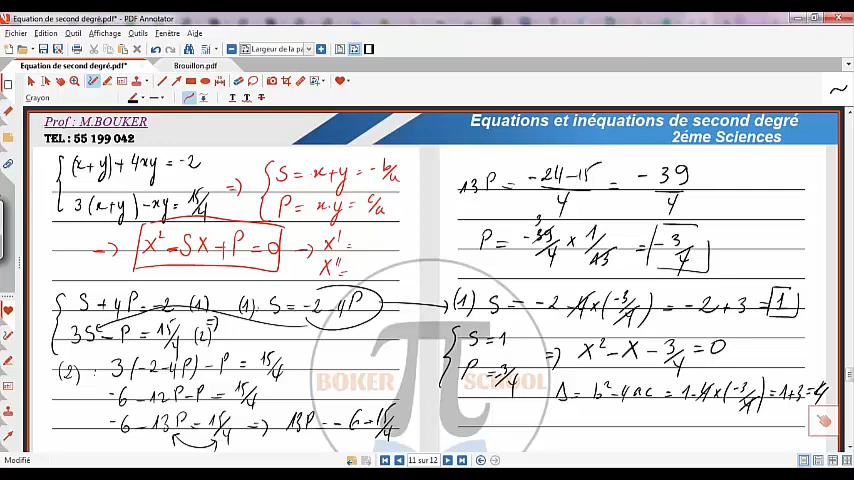 Equation de second degré.pdf* - PDF Annotator
Fichier Edition Outil Affichage Outils Fenêtre Aide
Largeur de la pa
Equation de second degré.pdf* Brouillon.pdf
Crayon
Prof : M.BOUKER
TEL : 55 199 042
Equations et inéquations de second degré
2éme Sciences
(x+y)+4xy=-2
3(x+y)-xy=15/4
=> S=x+y=-b/a
P=x.y=c/a
→ X²-SX+P=0 → X'=
X''=
S+4P=-2 (1) (1): S=-2-4P
3S-P=15/4 (2)
(2): 3(-2-4P)-P=15/4
-6-12P-P=15/4
-6-13P=15/4 => 13P=-6-15/4
13P=-24-15/4=-39/4
P=-39/4×1/13=-3/4
(1) S=-2-4×(-3/4)=-2+3=1
S=1
P=-3/4
=> X²-X-3/4=0
Δ=b²-4ac=1-4×(-3/4)=1+3=4
BOKER SCHOOL
Modifié
11 sur 12